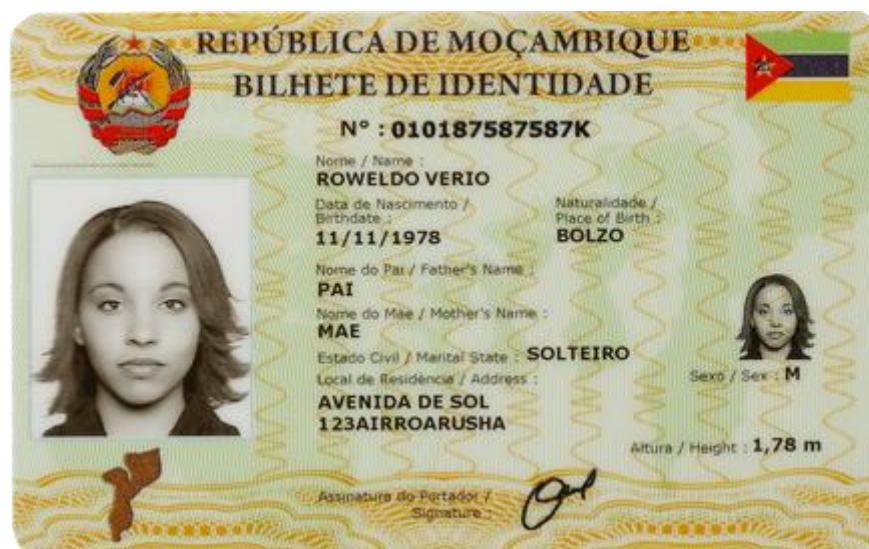 REPÚBLICA DE MOÇAMBIQUE
BILHETE DE IDENTIDADE
Nº : 010187587587K
Nome / Name :
ROWELDO VERIO
Data de Nascimento / Birthdate :
11/11/1978
Naturalidade / Place of Birth :
BOLZO
Nome do Pai / Father's Name :
PAI
Nome do Mãe / Mother's Name :
MAE
Estado Civil / Marital State : SOLTEIRO
Sexo / Sex : M
Local de Residência / Address :
AVENIDA DE SOL
123AIRROARUSHA
Altura / Height : 1,78 m
Assinatura do Portador /
Signature :